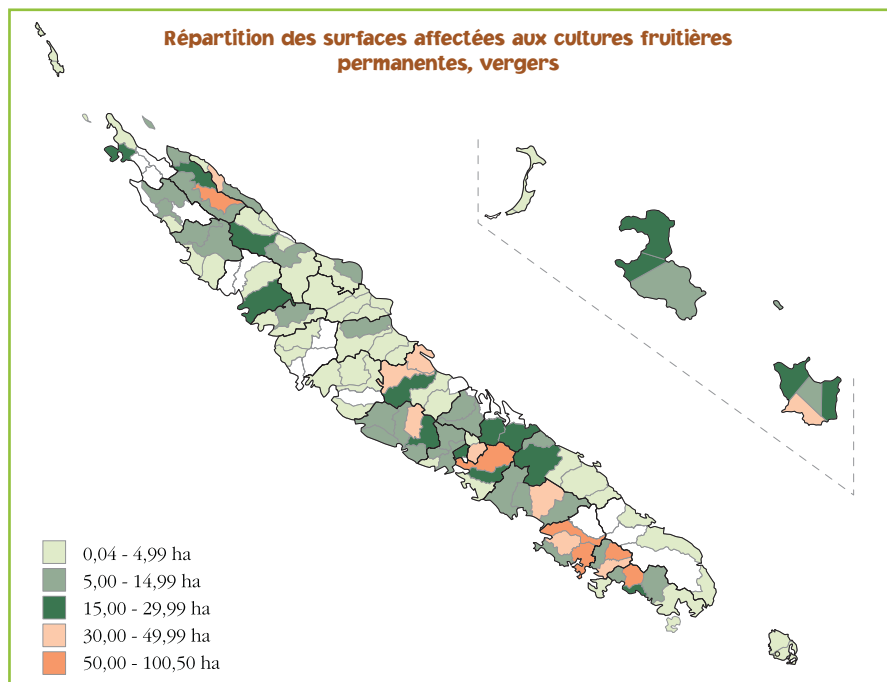 Répartition des surfaces affectées aux cultures fruitières
permanentes, vergers
0,04 - 4,99 ha
5,00 - 14,99 ha
15,00 - 29,99 ha
30,00 - 49,99 ha
50,00 - 100,50 ha